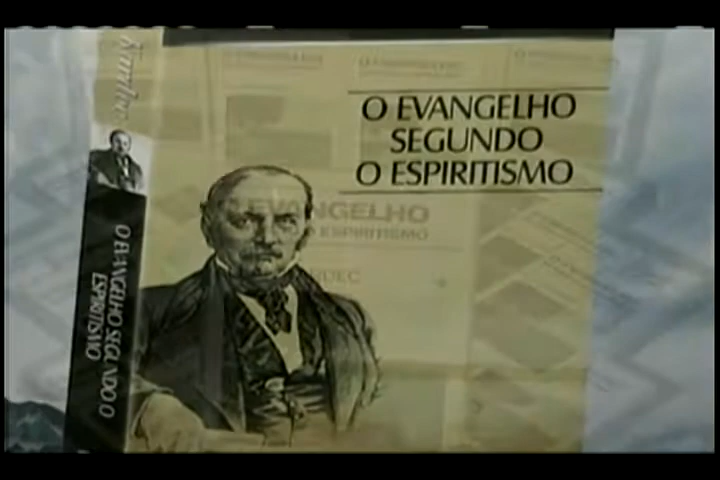 O EVANGELHO
SEGUNDO
O ESPIRITISMO
EVANGELHO
O ESPIRITISMO
O EVANGELHO SEGUNDO O
ESPIRITISMO